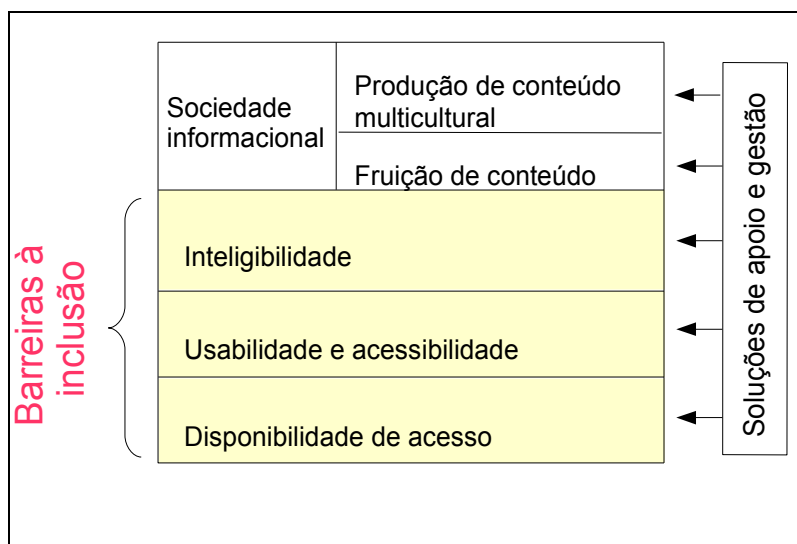 Sociedade
informacional
Produção de conteúdo
multicultural
Fruição de conteúdo
Barreiras à
inclusão
Inteligibilidade
Usabilidade e acessibilidade
Disponibilidade de acesso
Soluções de apoio e gestão